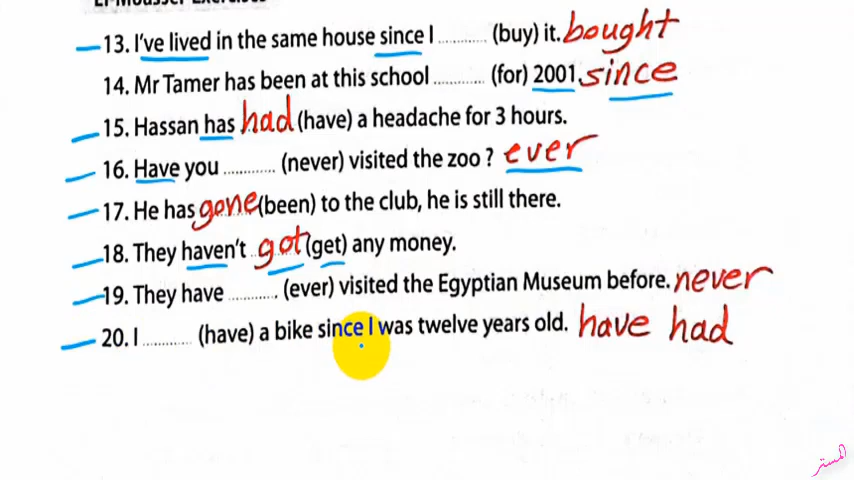 El-Moasser Exercises
13. I've lived in the same house since I ............ (buy) it. bought
14. Mr Tamer has been at this school ............ (for) 2001. since
15. Hassan has had (have) a headache for 3 hours.
16. Have you ............ (never) visited the zoo ? ever
17. He has gone (been) to the club, he is still there.
18. They haven't got (get) any money.
19. They have ............ (ever) visited the Egyptian Museum before. never
20. I ............ (have) a bike since I was twelve years old. have had